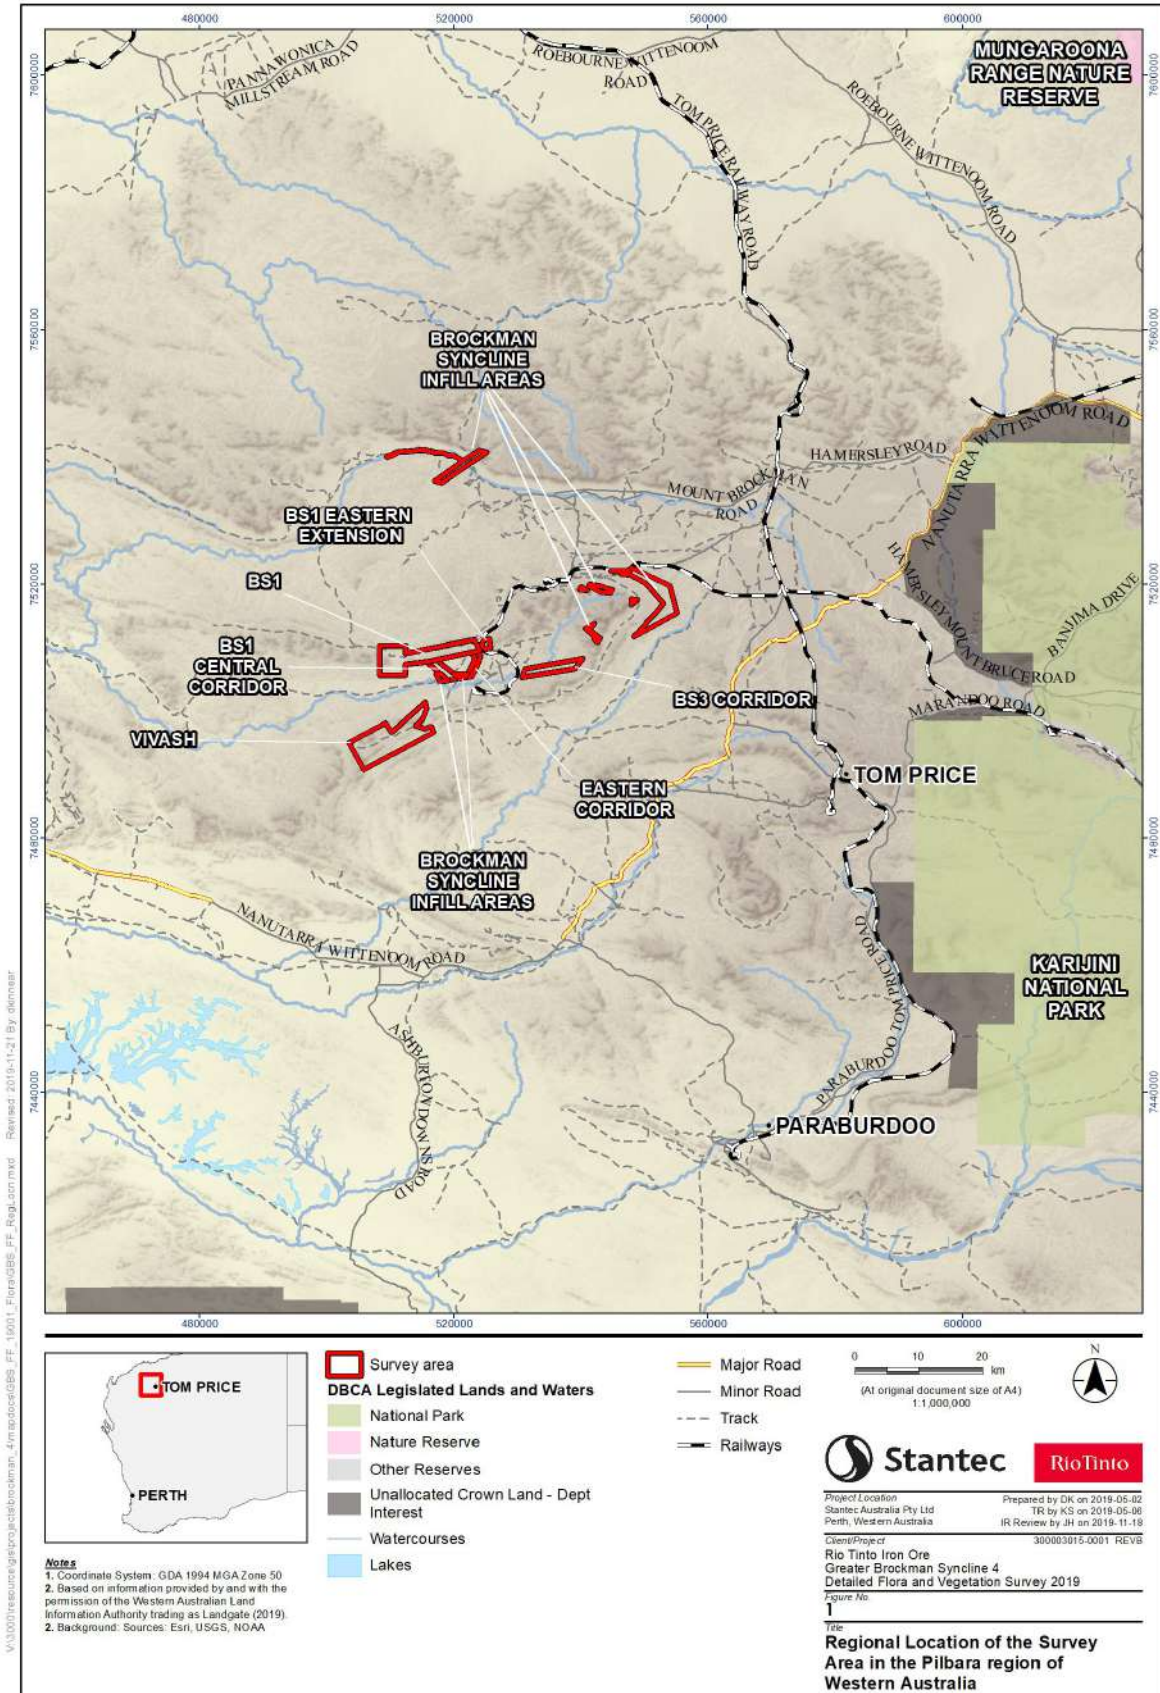 480000
520000
560000
600000
7600000
7560000
7520000
7480000
7440000
7600000
7560000
7520000
7480000
7440000
PANNAWONICA
MILLSTREAM ROAD
ROEBOURNE WITTENOOM
ROAD
TOM PRICE RAILWAY ROAD
ROEBOURNE WITTENOOM ROAD
MUNGAROONA
RANGE NATURE
RESERVE
BROCKMAN
SYNCLINE
INFILL AREAS
HAMERSLEY ROAD
MOUNT BROCKMAN
ROAD
NANUTARRA WITTENOOM ROAD
BS1 EASTERN
EXTENSION
BS1
BS1
CENTRAL
CORRIDOR
VIVASH
HAMERSLEY MOUNT BRUCE ROAD
BANJIMA DRIVE
BS3 CORRIDOR
MARANDOO ROAD
TOM PRICE
EASTERN
CORRIDOR
BROCKMAN
SYNCLINE
INFILL AREAS
NANUTARRA WITTENOOM ROAD
PARABURDOO TOM PRICE ROAD
KARIJINI
NATIONAL
PARK
ASHBURTON DOWNS ROAD
PARABURDOO
480000
520000
560000
600000
TOM PRICE
PERTH
Notes
1. Coordinate System: GDA 1994 MGA Zone 50
2. Based on information provided by and with the
permission of the Western Australian Land
Information Authority trading as Landgate (2019).
2. Background: Sources: Esri, USGS, NOAA
Survey area
DBCA Legislated Lands and Waters
National Park
Nature Reserve
Other Reserves
Unallocated Crown Land - Dept
Interest
Watercourses
Lakes
Major Road
Minor Road
Track
Railways
0 10 20
km
(At original document size of A4)
1:1,000,000
N
Stantec
RioTinto
Project Location
Stantec Australia Pty Ltd
Perth, Western Australia
Prepared by DK on 2019-05-02
TR by KS on 2019-05-06
IR Review by JH on 2019-11-18
Client/Project
300003015-0001 REVB
Rio Tinto Iron Ore
Greater Brockman Syncline 4
Detailed Flora and Vegetation Survey 2019
Figure No.
1
Title
Regional Location of the Survey
Area in the Pilbara region of
Western Australia
Revised: 2019-11-21 By: dkinnear